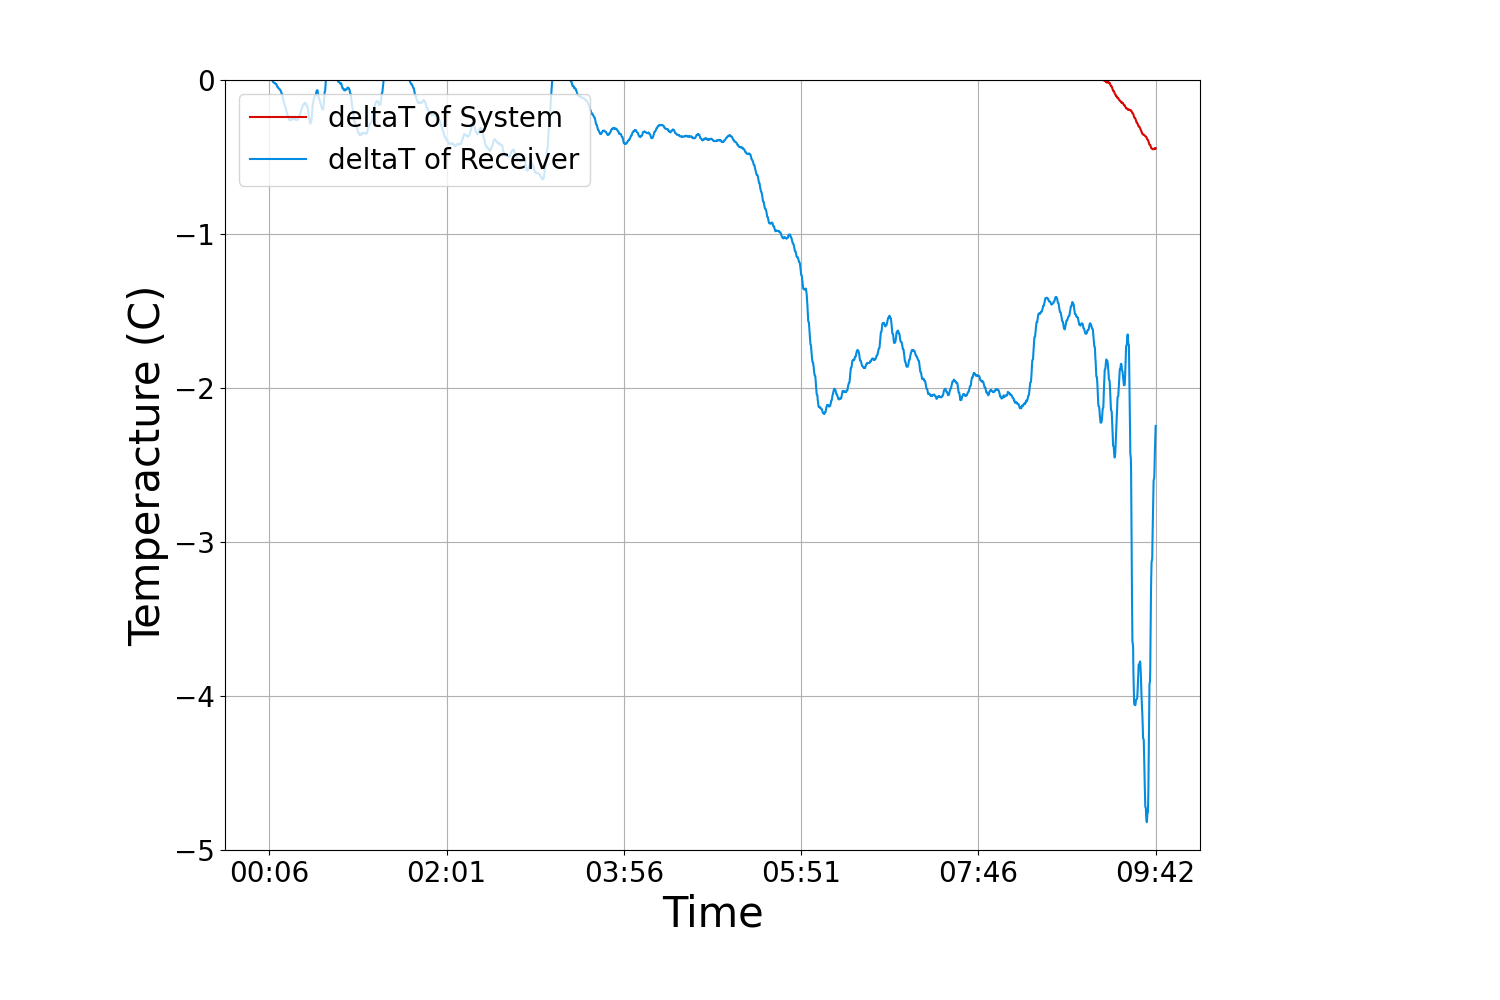 0
deltaT of System
deltaT of Receiver
−1
−2
−3
−4
−5
Temperacture (C)
00:06 02:01 03:56 05:51 07:46 09:42
Time